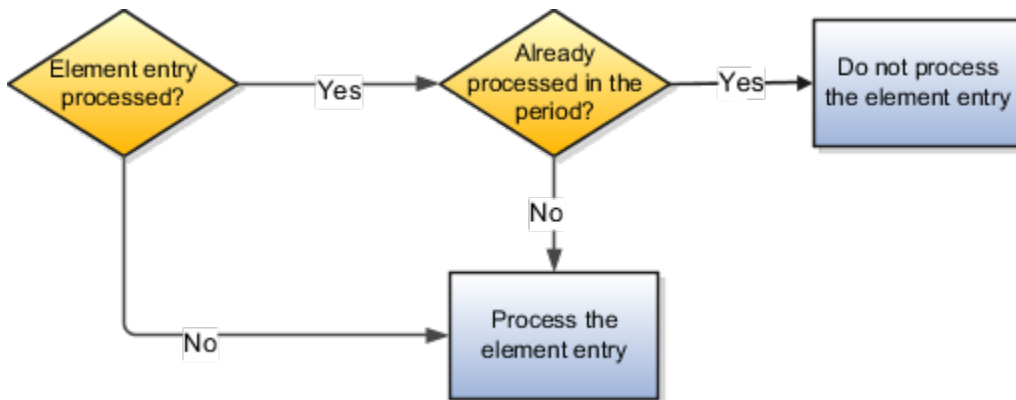 Element entry
processed?
Yes
Already
processed in the
period?
Yes
Do not process
the element entry
No
No
Process the
element entry